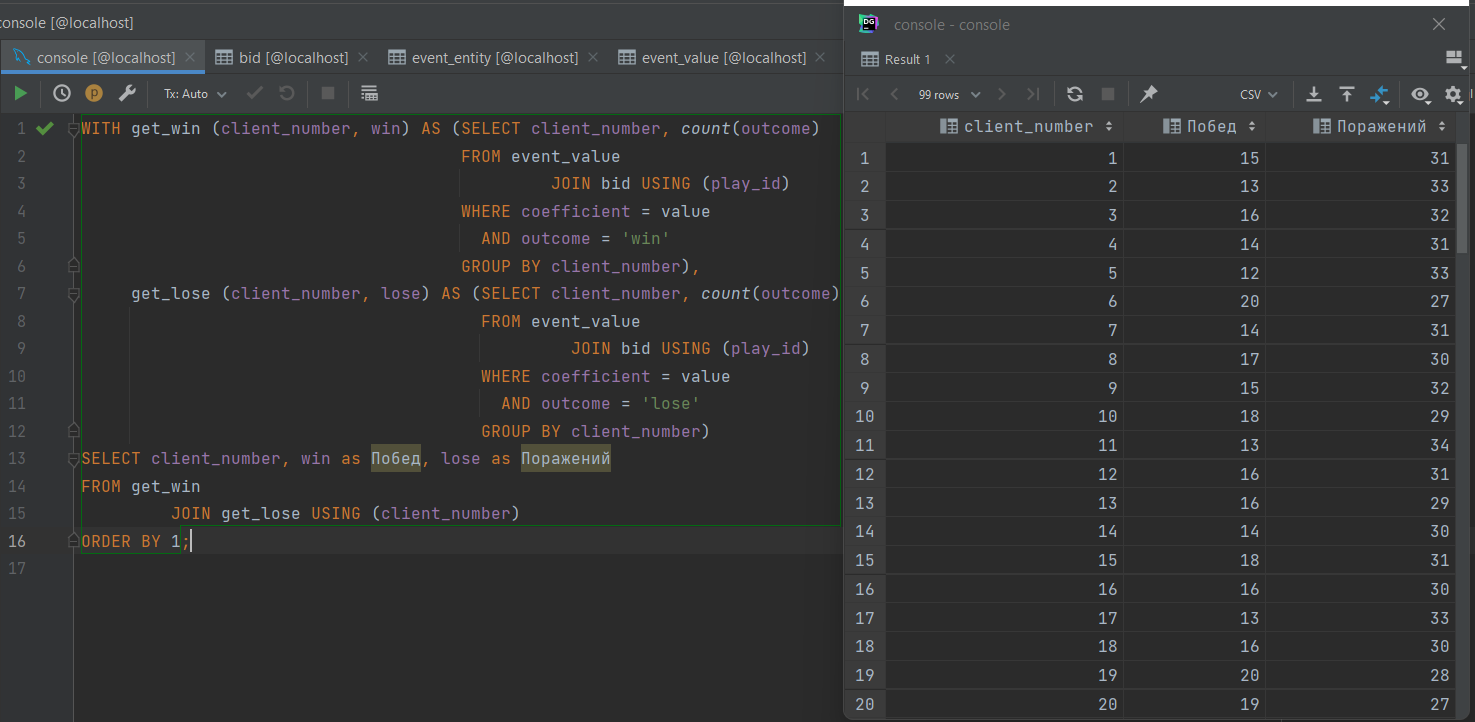 console [@localhost]
console [@localhost]
bid [@localhost]
event_entity [@localhost]
event_value [@localhost]
Tx: Auto
1 WITH get_win (client_number, win) AS (SELECT client_number, count(outcome)
2 FROM event_value
3 JOIN bid USING (play_id)
4 WHERE coefficient = value
5 AND outcome = 'win'
6 GROUP BY client_number),
7 get_lose (client_number, lose) AS (SELECT client_number, count(outcome)
8 FROM event_value
9 JOIN bid USING (play_id)
10 WHERE coefficient = value
11 AND outcome = 'lose'
12 GROUP BY client_number)
13 SELECT client_number, win as Побед, lose as Поражений
14 FROM get_win
15 JOIN get_lose USING (client_number)
16 ORDER BY 1;
17
DG console - console
Result 1
99 rows CSV
client_number Побед Поражений
1 1 15 31
2 2 13 33
3 3 16 32
4 4 14 31
5 5 12 33
6 6 20 27
7 7 14 31
8 8 17 30
9 9 15 32
10 10 18 29
11 11 13 34
12 12 16 31
13 13 16 29
14 14 14 30
15 15 18 31
16 16 16 30
17 17 13 33
18 18 16 30
19 19 20 28
20 20 19 27